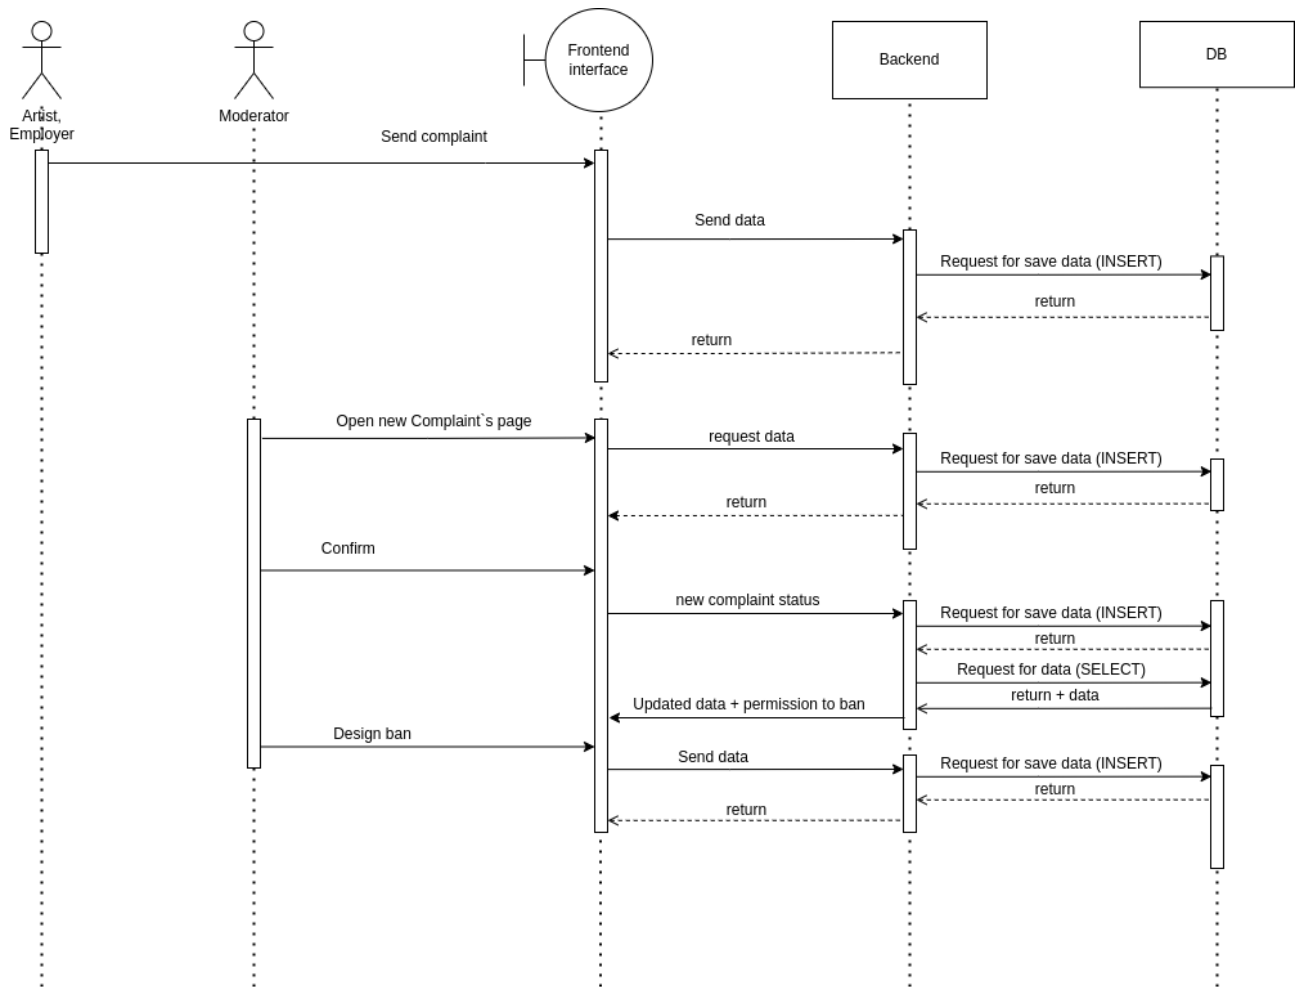 Frontend
interface
Backend
DB
Artist,
Employer
Moderator
Send complaint
Send data
Request for save data (INSERT)
return
return
Open new Complaint`s page
request data
Request for save data (INSERT)
return
return
Confirm
new complaint status
Request for save data (INSERT)
return
Request for data (SELECT)
return + data
Updated data + permission to ban
Design ban
Send data
Request for save data (INSERT)
return
return